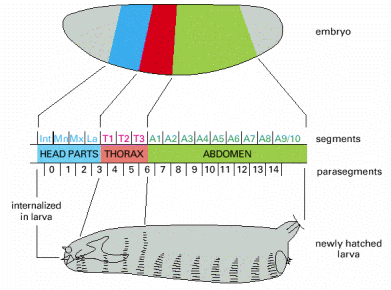 embryo
Int|Mn|Mx|La|T1|T2|T3|A1|A2|A3|A4|A5|A6|A7|A8|A9/10 segments
HEAD PARTS THORAX ABDOMEN
0 1 2 3 4 5 6 7 8 9 10 11 12 13 14 parasegments
internalized
in larva
newly hatched
larva